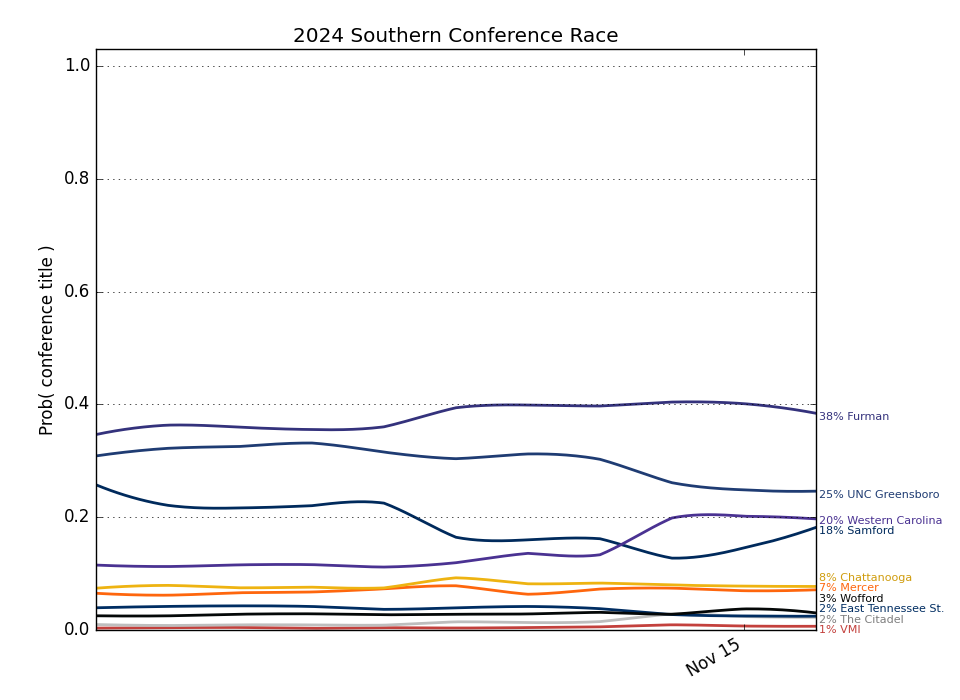 2024 Southern Conference Race
Prob( conference title )
1.0
0.8
0.6
0.4
0.2
0.0
Nov 15
38% Furman
25% UNC Greensboro
20% Western Carolina
18% Samford
8% Chattanooga
7% Mercer
3% Wofford
2% East Tennessee St.
2% The Citadel
1% VMI